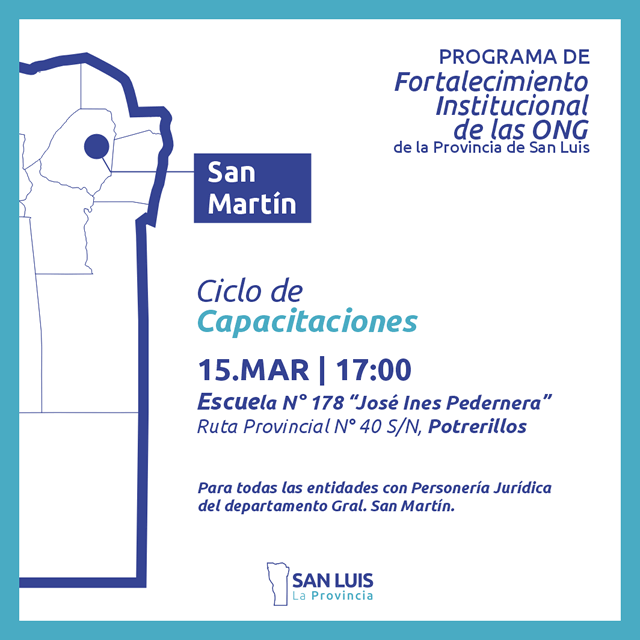 PROGRAMA DE
Fortalecimiento
Institucional
de las ONG
de la Provincia de San Luis
San
Martín
Ciclo de
Capacitaciones
15.MAR | 17:00
Escuela N° 178 “José Ines Pedernera”
Ruta Provincial N° 40 S/N, Potrerillos
Para todas las entidades con Personería Jurídica
del departamento Gral. San Martín.
SAN LUIS
La Provincia